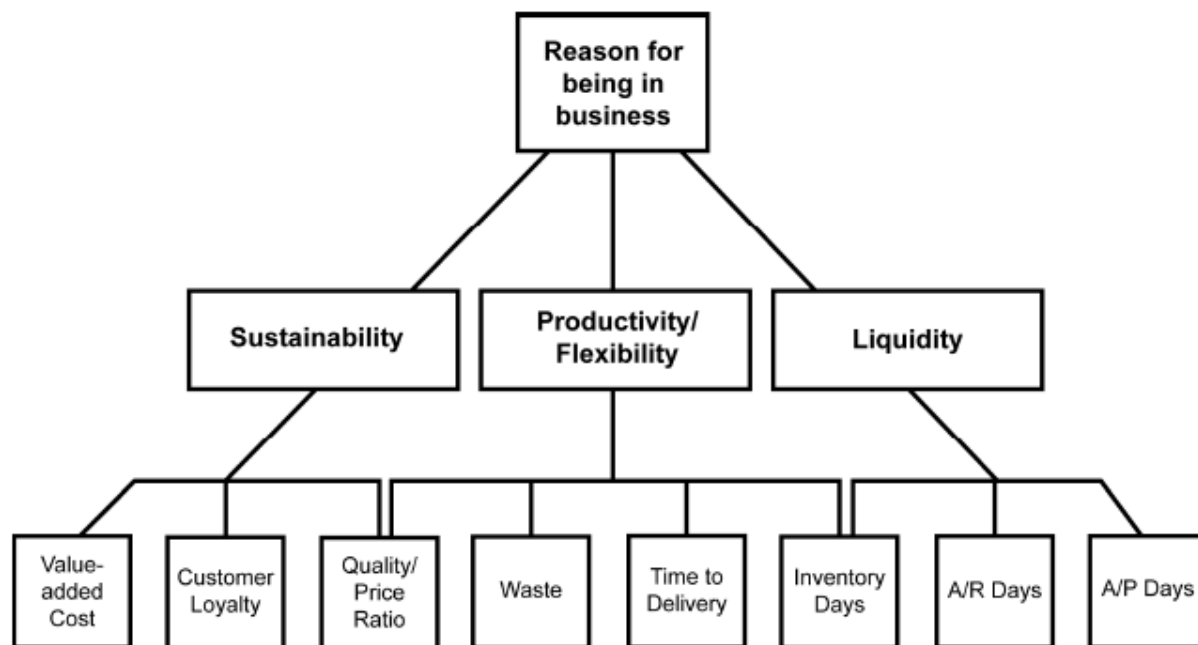 Reason for
being in
business
Sustainability
Productivity/
Flexibility
Liquidity
Value-
added
Cost
Customer
Loyalty
Quality/
Price
Ratio
Waste
Time to
Delivery
Inventory
Days
A/R Days
A/P Days